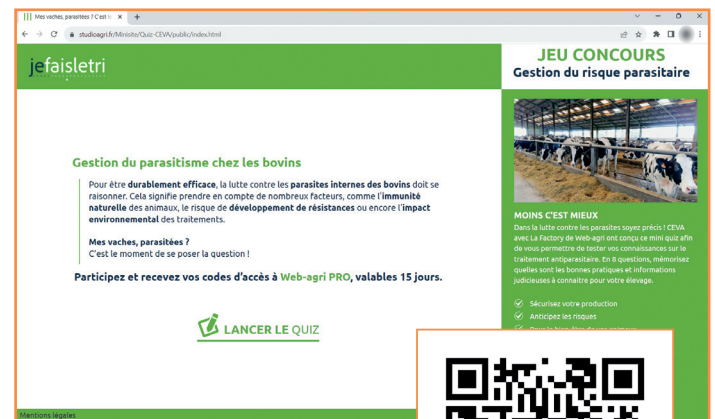 Mes vaches, parasitées ? C'est le
studioagri.fr/Minisite/Quiz-CEVA/public/index.html
jefaisletri
JEU CONCOURS
Gestion du risque parasitaire
Gestion du parasitisme chez les bovins
Pour être durablement efficace, la lutte contre les parasites internes des bovins doit se
raisonner. Cela signifie prendre en compte de nombreux facteurs, comme l'immunité
naturelle des animaux, le risque de développement de résistances ou encore l'impact
environnemental des traitements.
Mes vaches, parasitées ?
C'est le moment de se poser la question !
Participez et recevez vos codes d'accès à Web-agri PRO, valables 15 jours.
LANCER LE QUIZ
MOINS C'EST MIEUX
Dans la lutte contre les parasites soyez précis ! CEVA
avec La Factory de Web-agri ont conçu ce mini quiz afin
de vous permettre de tester vos connaissances sur le
traitement antiparasitaire. En 8 questions, mémorisez
quelles sont les bonnes pratiques et informations
judicieuses à connaitre pour votre élevage.
Sécurisez votre production
Anticipez les risques
Pour le bien-être de vos animaux
Mentions légales